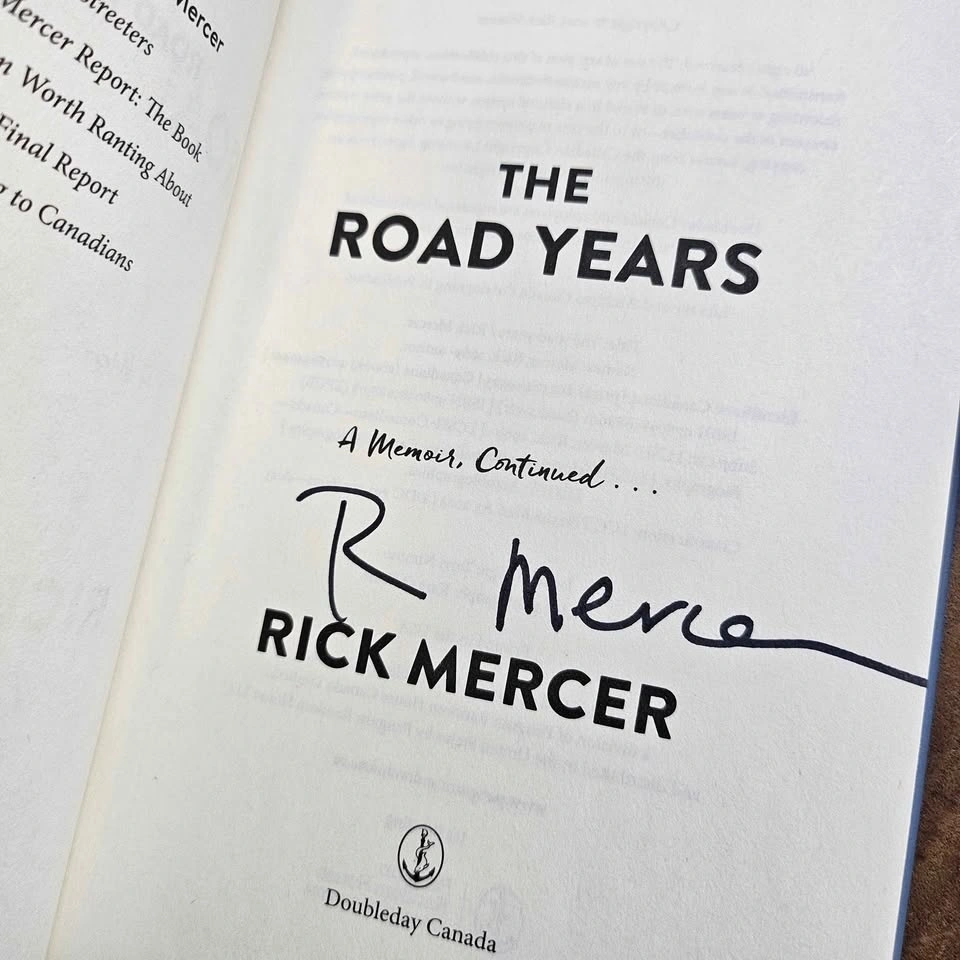 Mercer
Streeters
Mercer Report: The Book
Worth Ranting About
Final Report
to Canadians
THE
ROAD YEARS
A Memoir, Continued . . .
R Mercer
RICK MERCER
Doubleday Canada